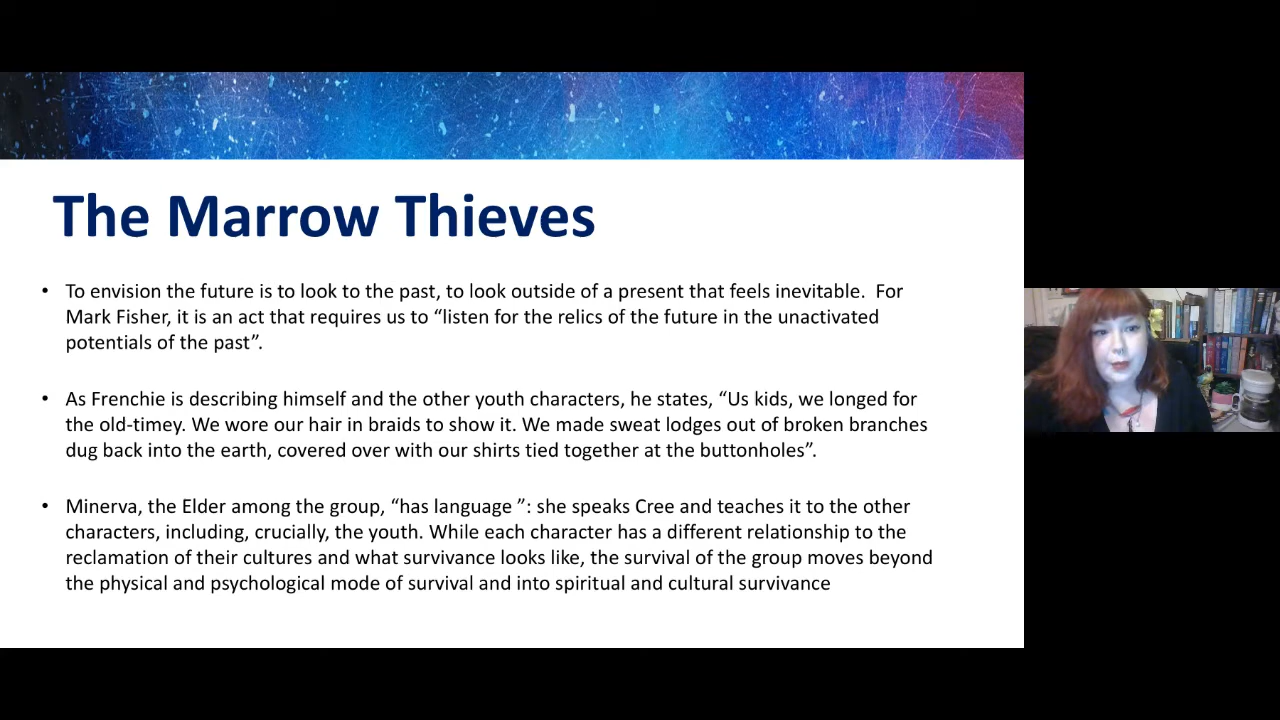 The Marrow Thieves
• To envision the future is to look to the past, to look outside of a present that feels inevitable.  For
Mark Fisher, it is an act that requires us to “listen for the relics of the future in the unactivated
potentials of the past”.
• As Frenchie is describing himself and the other youth characters, he states, “Us kids, we longed for
the old-timey. We wore our hair in braids to show it. We made sweat lodges out of broken branches
dug back into the earth, covered over with our shirts tied together at the buttonholes”.
• Minerva, the Elder among the group, “has language ”: she speaks Cree and teaches it to the other
characters, including, crucially, the youth. While each character has a different relationship to the
reclamation of their cultures and what survivance looks like, the survival of the group moves beyond
the physical and psychological mode of survival and into spiritual and cultural survivance